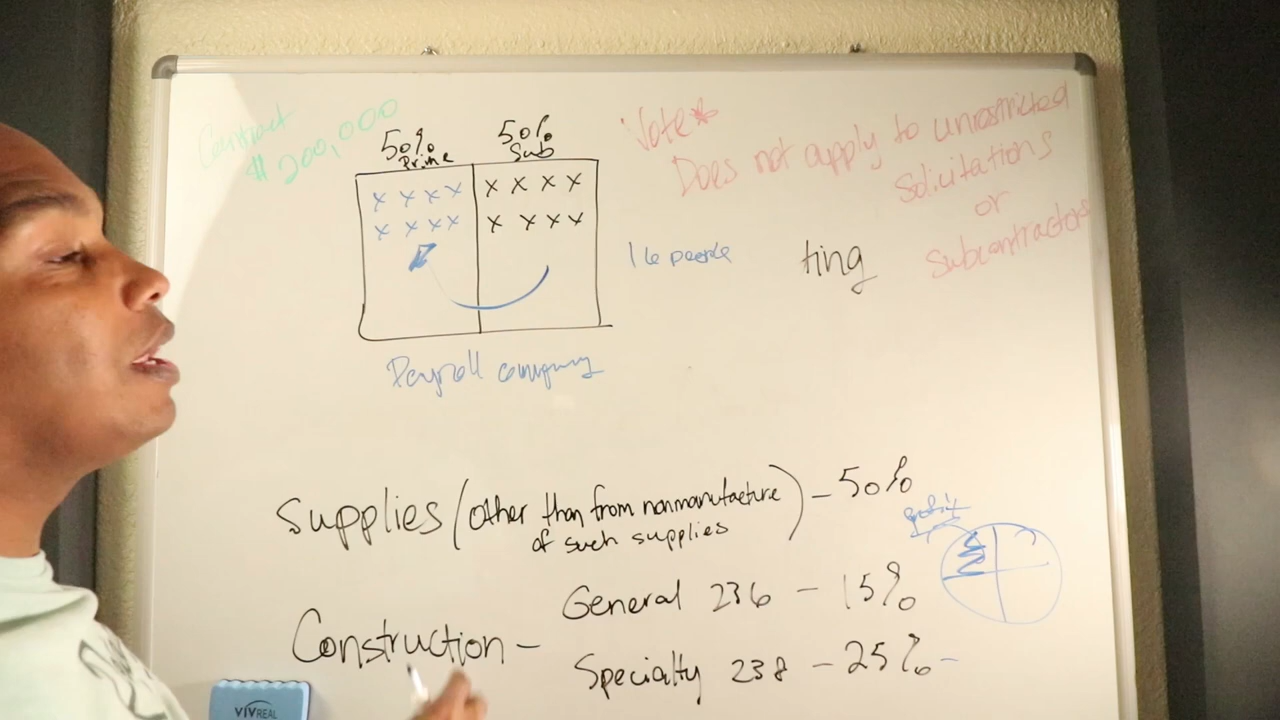 Contract
$ 200,000
50%
Prime
50%
Sub
x x x x x x x x
x x x x x x x x
Payroll company
16 people
ting
Note*
Does not apply to unrestricted
Solicitations
or
Subcontractors
Supplies (other than from nonmanufacture
of such supplies) - 50%
Construction -
General 236 - 15%
Specialty 238 - 25% -
VIVREAL